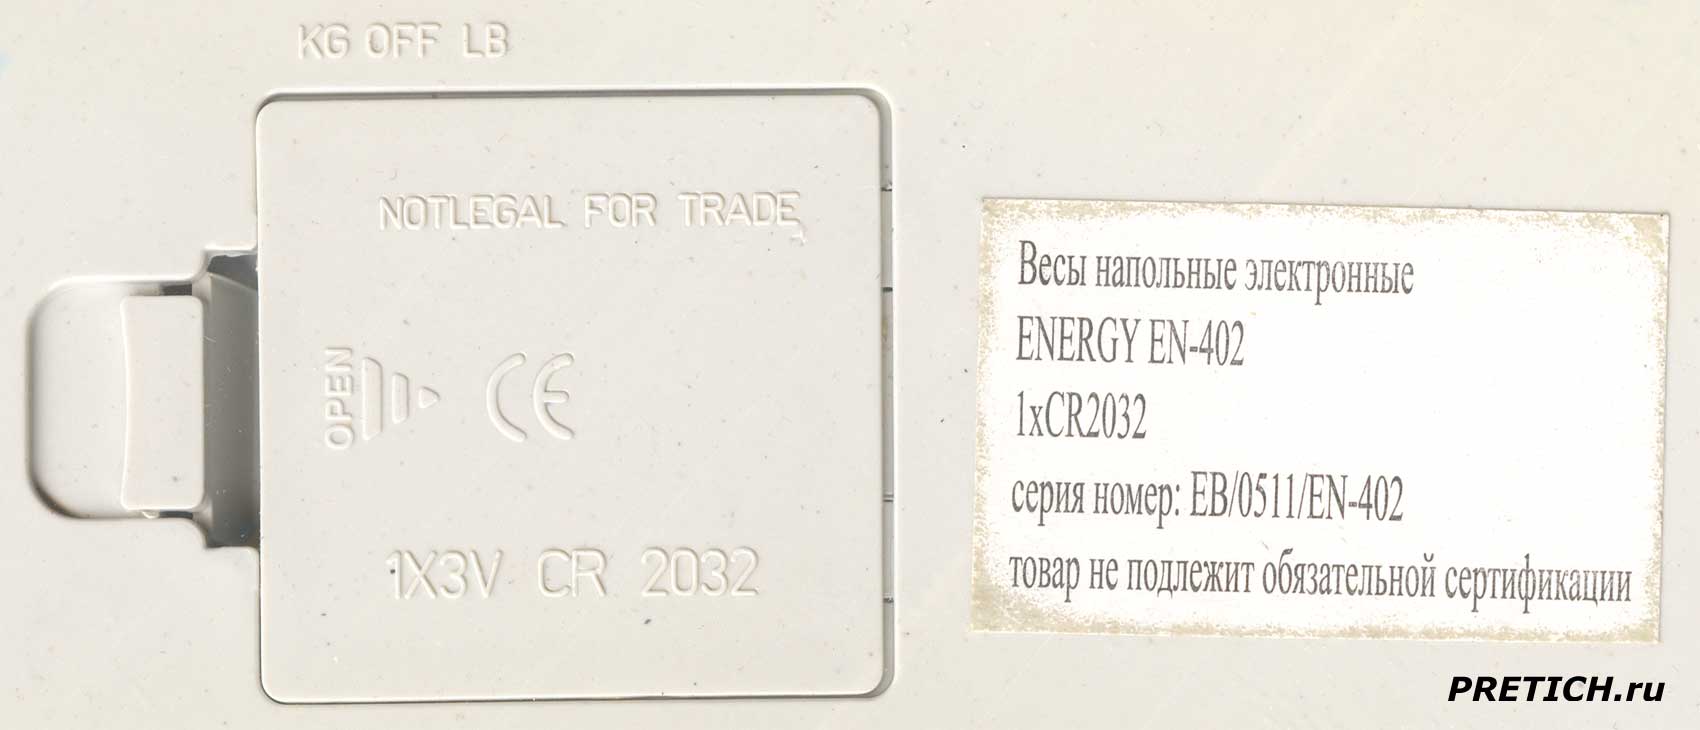 KG OFF LB
NOTLEGAL FOR TRADE
OPEN
CE
1X3V CR 2032
Весы напольные электронные
ENERGY EN-402
1xCR2032
серия номер: EB/0511/EN-402
товар не подлежит обязательной сертификации
PRETICH.ru